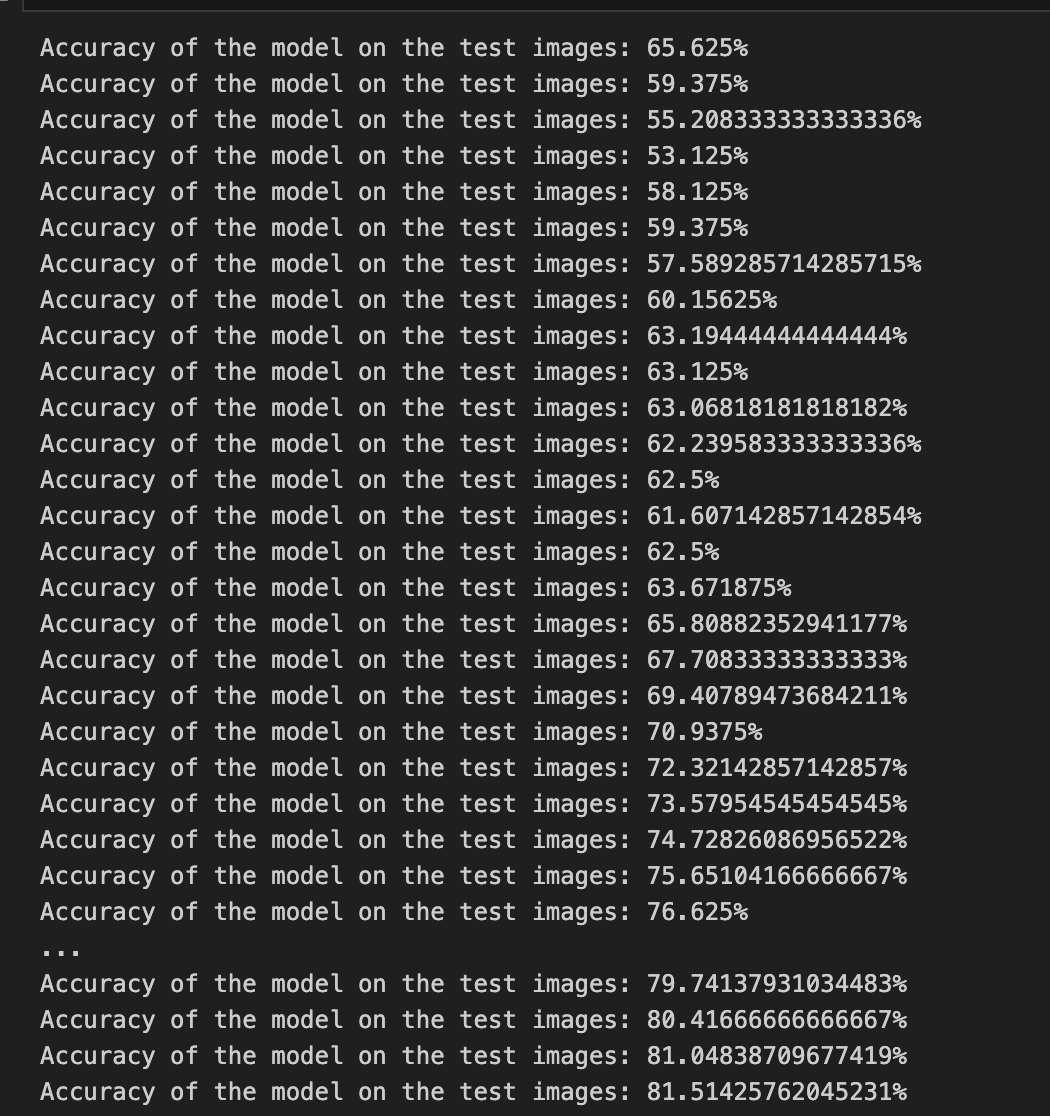 Accuracy of the model on the test images: 65.625%
Accuracy of the model on the test images: 59.375%
Accuracy of the model on the test images: 55.208333333333336%
Accuracy of the model on the test images: 53.125%
Accuracy of the model on the test images: 58.125%
Accuracy of the model on the test images: 59.375%
Accuracy of the model on the test images: 57.589285714285715%
Accuracy of the model on the test images: 60.15625%
Accuracy of the model on the test images: 63.19444444444444%
Accuracy of the model on the test images: 63.125%
Accuracy of the model on the test images: 63.06818181818182%
Accuracy of the model on the test images: 62.239583333333336%
Accuracy of the model on the test images: 62.5%
Accuracy of the model on the test images: 61.607142857142854%
Accuracy of the model on the test images: 62.5%
Accuracy of the model on the test images: 63.671875%
Accuracy of the model on the test images: 65.80882352941177%
Accuracy of the model on the test images: 67.70833333333333%
Accuracy of the model on the test images: 69.40789473684211%
Accuracy of the model on the test images: 70.9375%
Accuracy of the model on the test images: 72.32142857142857%
Accuracy of the model on the test images: 73.57954545454545%
Accuracy of the model on the test images: 74.72826086956522%
Accuracy of the model on the test images: 75.65104166666667%
Accuracy of the model on the test images: 76.625%
...
Accuracy of the model on the test images: 79.74137931034483%
Accuracy of the model on the test images: 80.41666666666667%
Accuracy of the model on the test images: 81.04838709677419%
Accuracy of the model on the test images: 81.51425762045231%